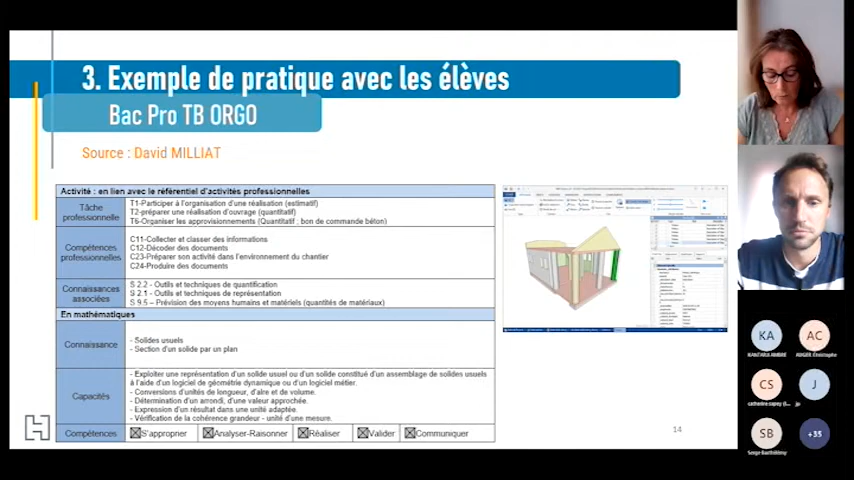 3. Exemple de pratique avec les élèves
Bac Pro TB ORGO
Source : David MILLIAT
Activité : en lien avec le référentiel d'activités professionnelles
Tâche professionnelle
T1-Participer à l'organisation d'une réalisation (estimatif)
T2-préparer une réalisation d'ouvrage (quantitatif)
T6-Organiser les approvisionnements (Quantitatif ; bon de commande béton)
Compétences professionnelles
C11-Collecter et classer des informations
C12-Décoder des documents
C23-Préparer son activité dans l'environnement du chantier
C24-Produire des documents
Connaissances associées
S 2.2 - Outils et techniques de quantification
S 2.1 - Outils et techniques de représentation
S 9.5 – Prévision des moyens humains et matériels (quantités de matériaux)
En mathématiques
Connaissance
- Solides usuels
- Section d'un solide par un plan
Capacités
- Exploiter une représentation d'un solide usuel ou d'un solide constitué d'un assemblage de solides usuels
à l'aide d'un logiciel de géométrie dynamique ou d'un logiciel métier.
- Conversions d'unités de longueur, d'aire et de volume.
- Détermination d'un arrondi, d'une valeur approchée.
- Expression d'un résultat dans une unité adaptée.
- Vérification de la cohérence grandeur - unité d'une mesure.
Compétences
S'approprier
Analyser-Raisonner
Réaliser
Valider
Communiquer
14
KA
AC
KANTARA AMBRE
AUGER Christophe
CS
J
jp
SB
+35
Serge Barthélémy